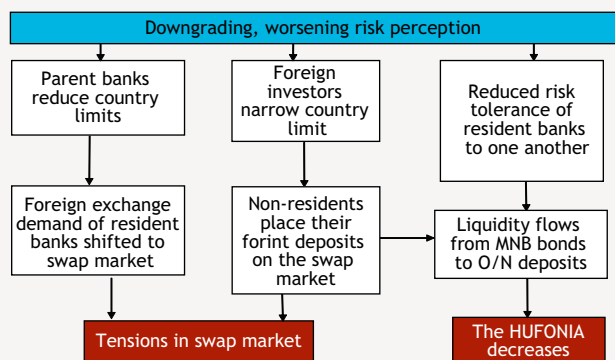 Downgrading, worsening risk perception
Parent banks
reduce country
limits
Foreign
investors
narrow country
limit
Reduced risk
tolerance of
resident banks
to one another
Foreign exchange
demand of resident
banks shifted to
swap market
Non-residents
place their
forint deposits
on the swap
market
Liquidity flows
from MNB bonds
to O/N deposits
Tensions in swap market
The HUFONIA
decreases